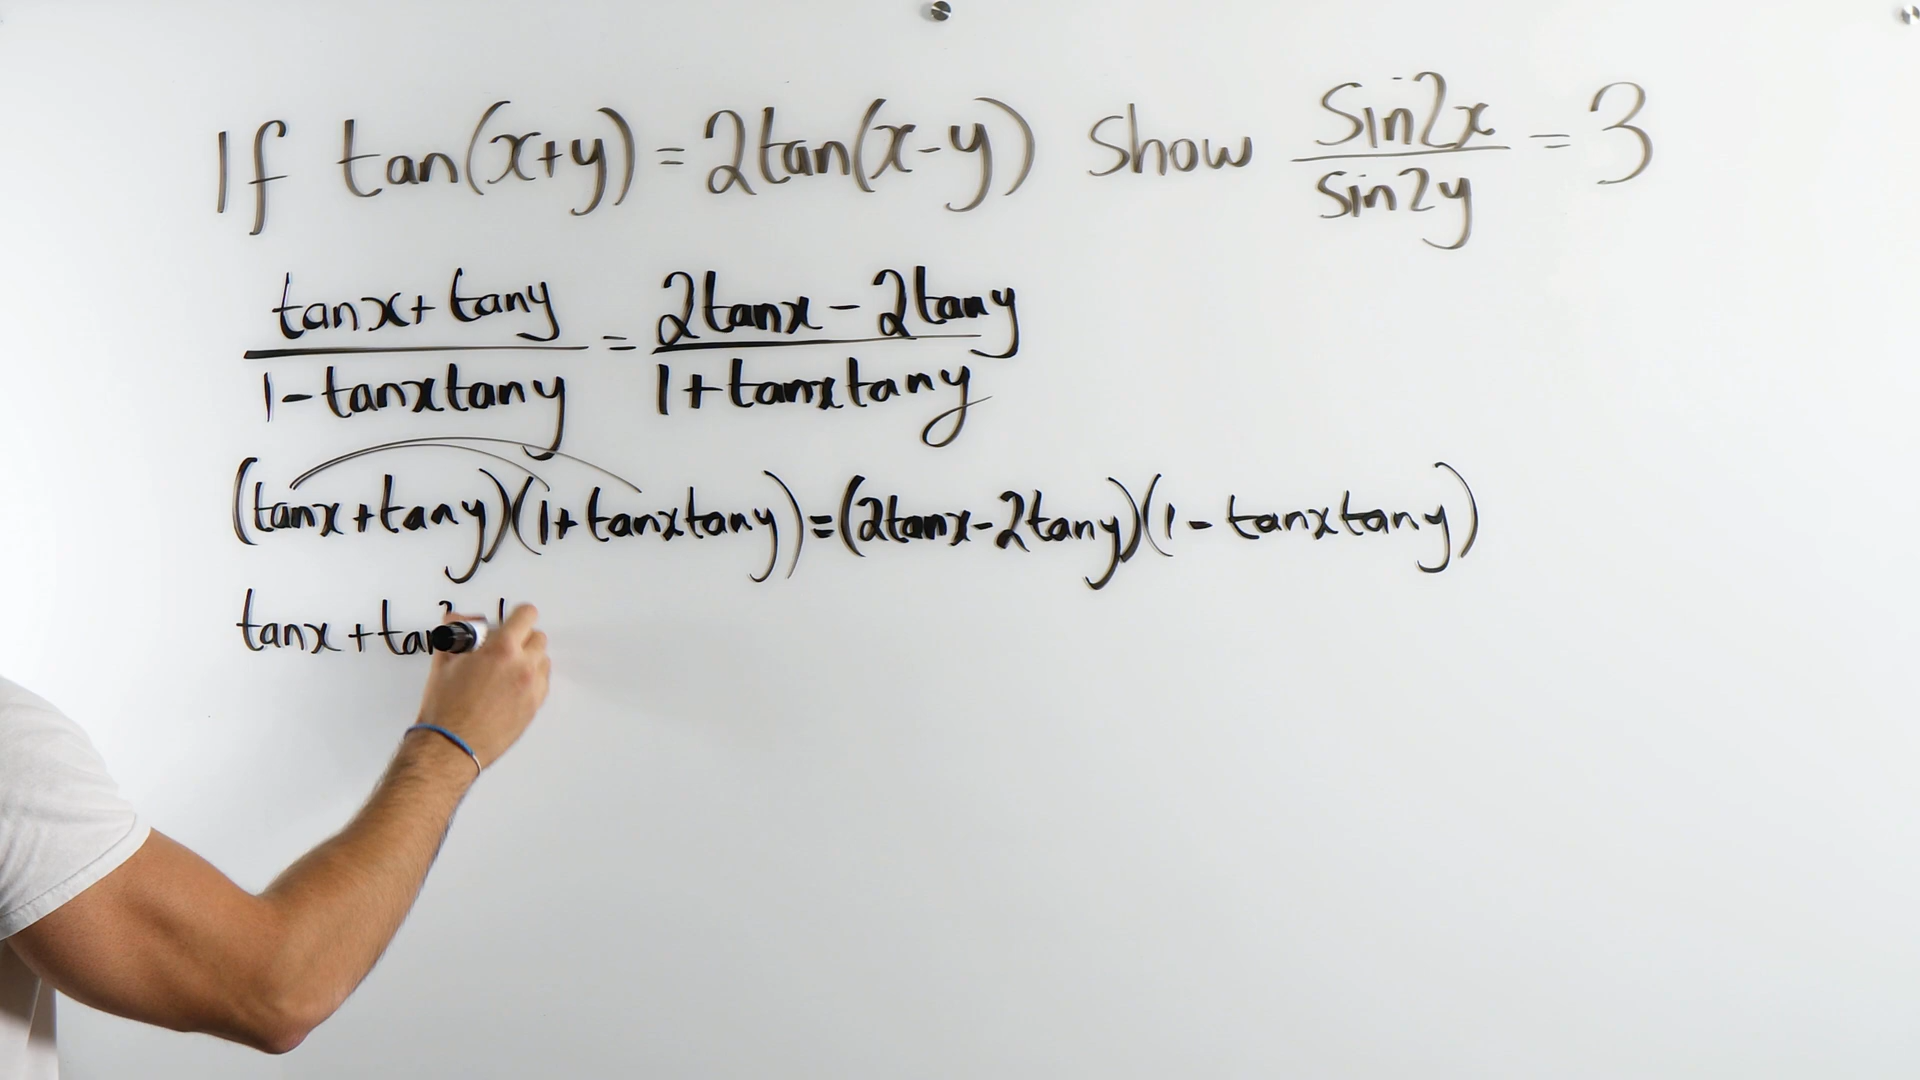 If tan(x+y) = 2tan(x-y) Show sin2x/sin2y = 3
(tanx + tany)/(1 - tanxtany) = (2tanx - 2tany)/(1 + tanxtany)
(tanx + tany)(1 + tanxtany) = (2tanx - 2tany)(1 - tanxtany)
tanx + tan²